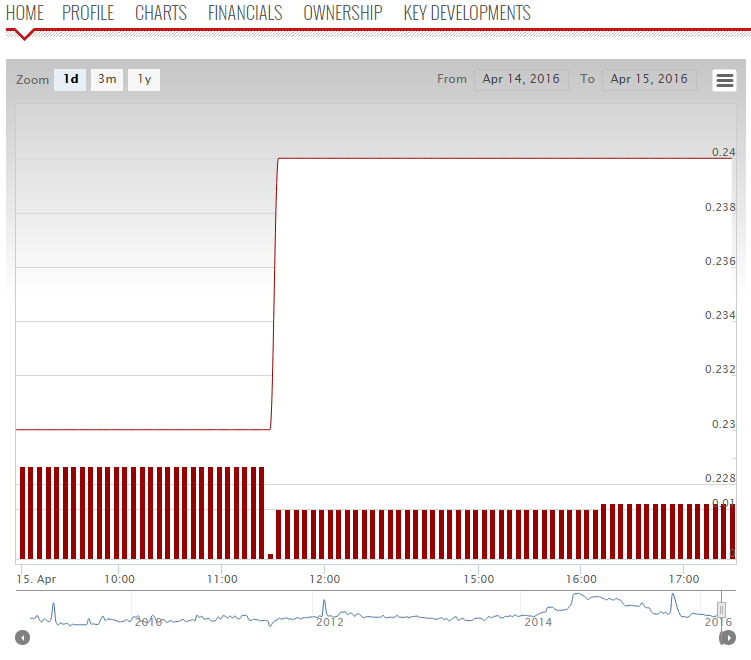 HOME PROFILE CHARTS FINANCIALS OWNERSHIP KEY DEVELOPMENTS
Zoom 1d 3m 1y From Apr 14, 2016 To Apr 15, 2016
0.24
0.238
0.236
0.234
0.232
0.23
0.228
0.01
0
15. Apr 10:00 11:00 12:00 15:00 16:00 17:00
2010 2012 2014 2016